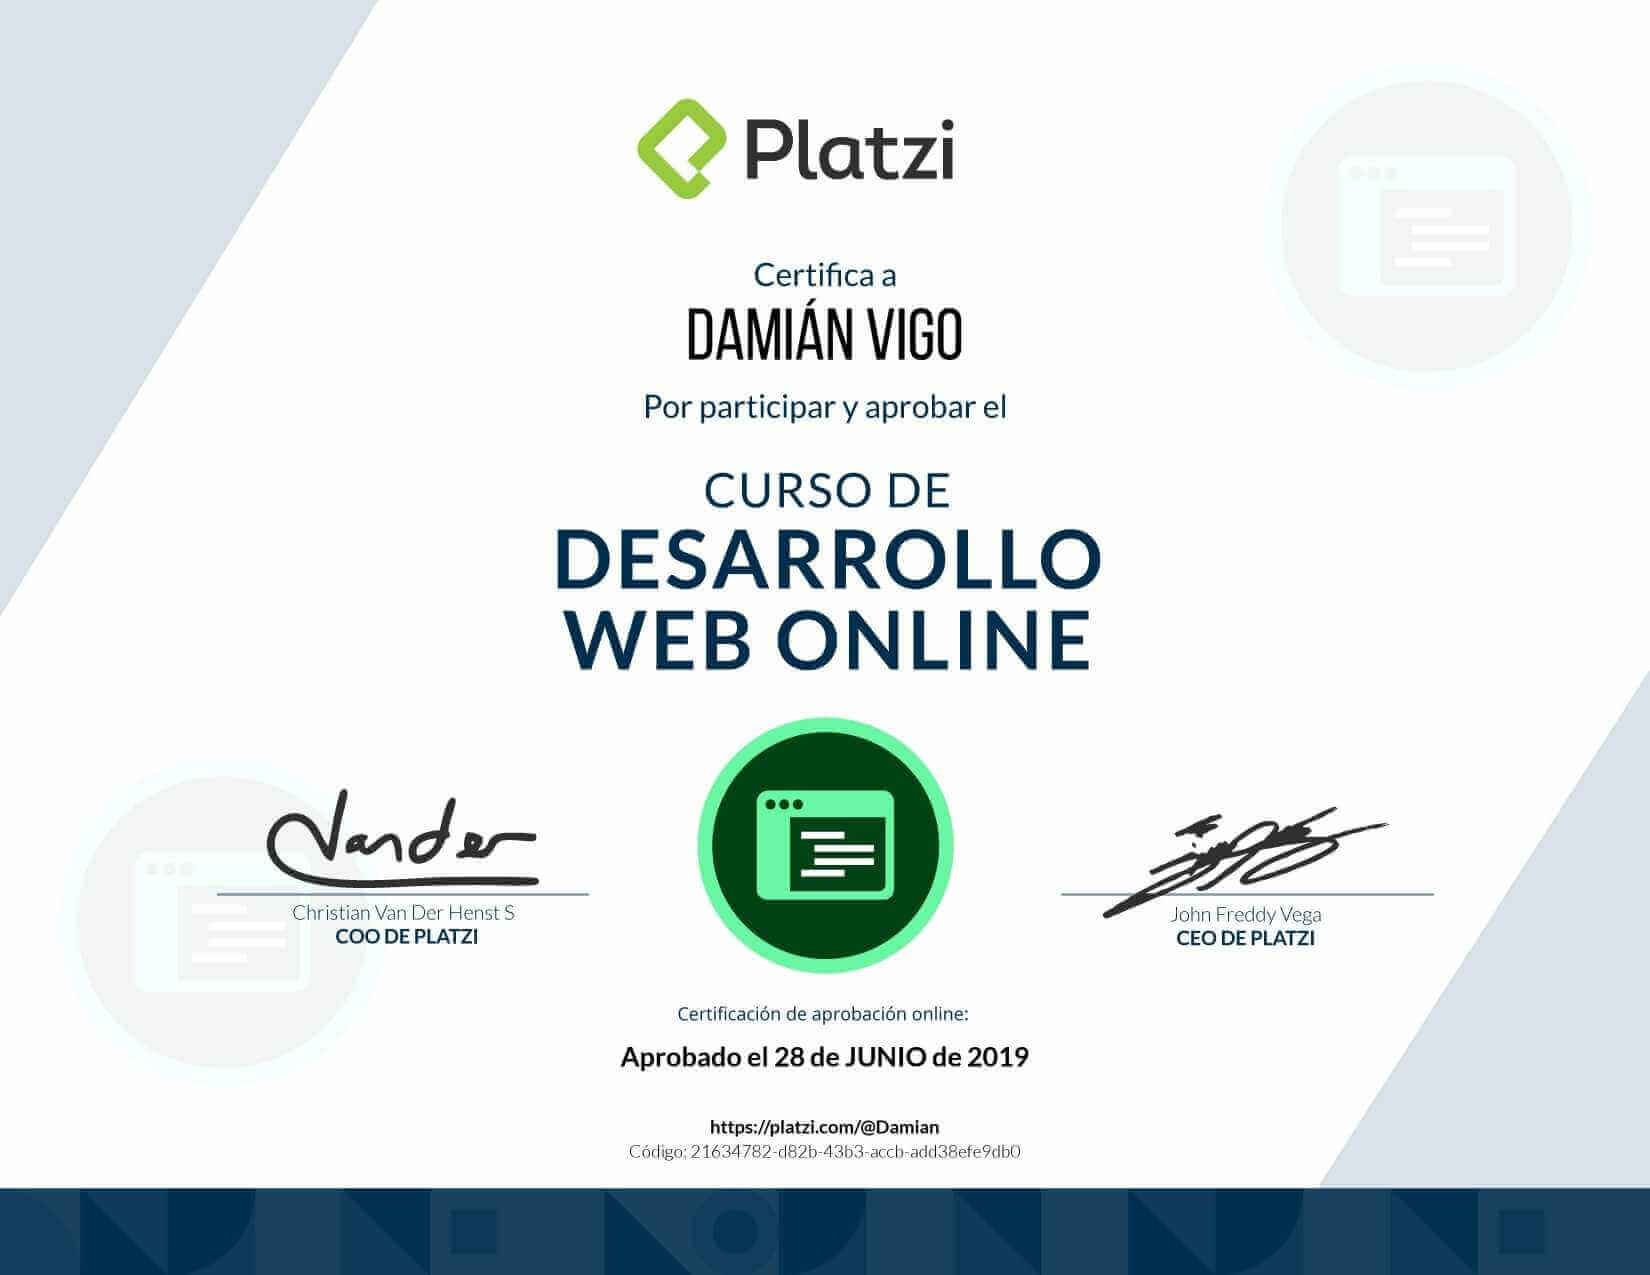 Platzi
Certifica a
DAMIÁN VIGO
Por participar y aprobar el
CURSO DE
DESARROLLO
WEB ONLINE
Vander
Christian Van Der Henst S
COO DE PLATZI
John Freddy Vega
CEO DE PLATZI
Certificación de aprobación online:
Aprobado el 28 de JUNIO de 2019
https://platzi.com/@Damian
Código: 21634782-d82b-43b3-accb-add38efe9db0